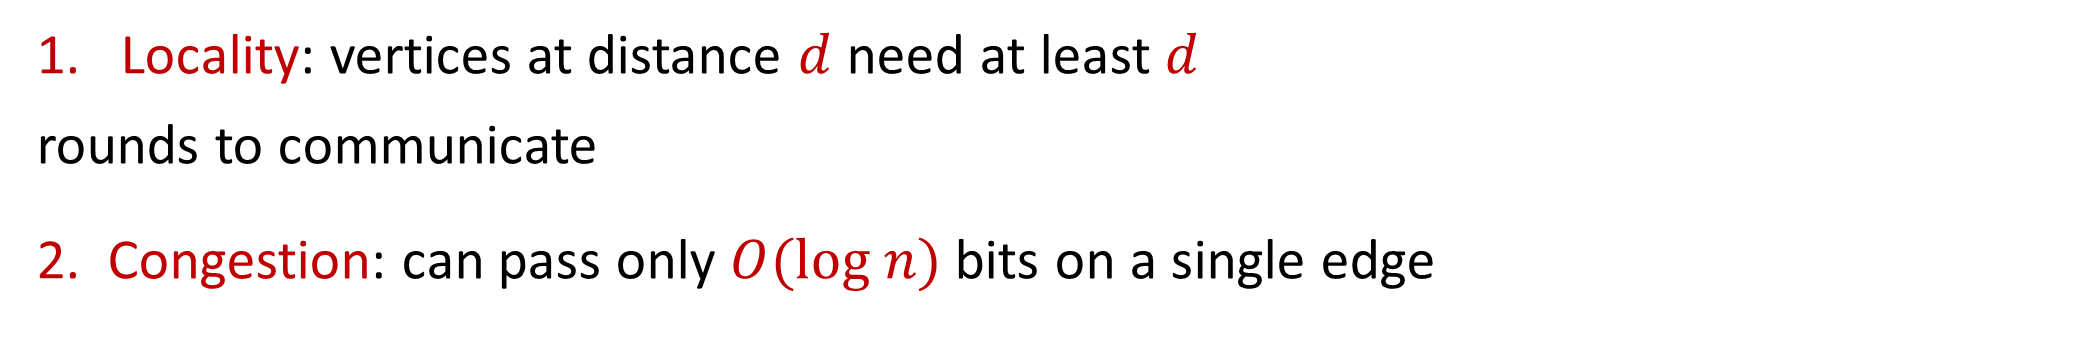 1. Locality: vertices at distance d need at least d
rounds to communicate
2. Congestion: can pass only O(log n) bits on a single edge